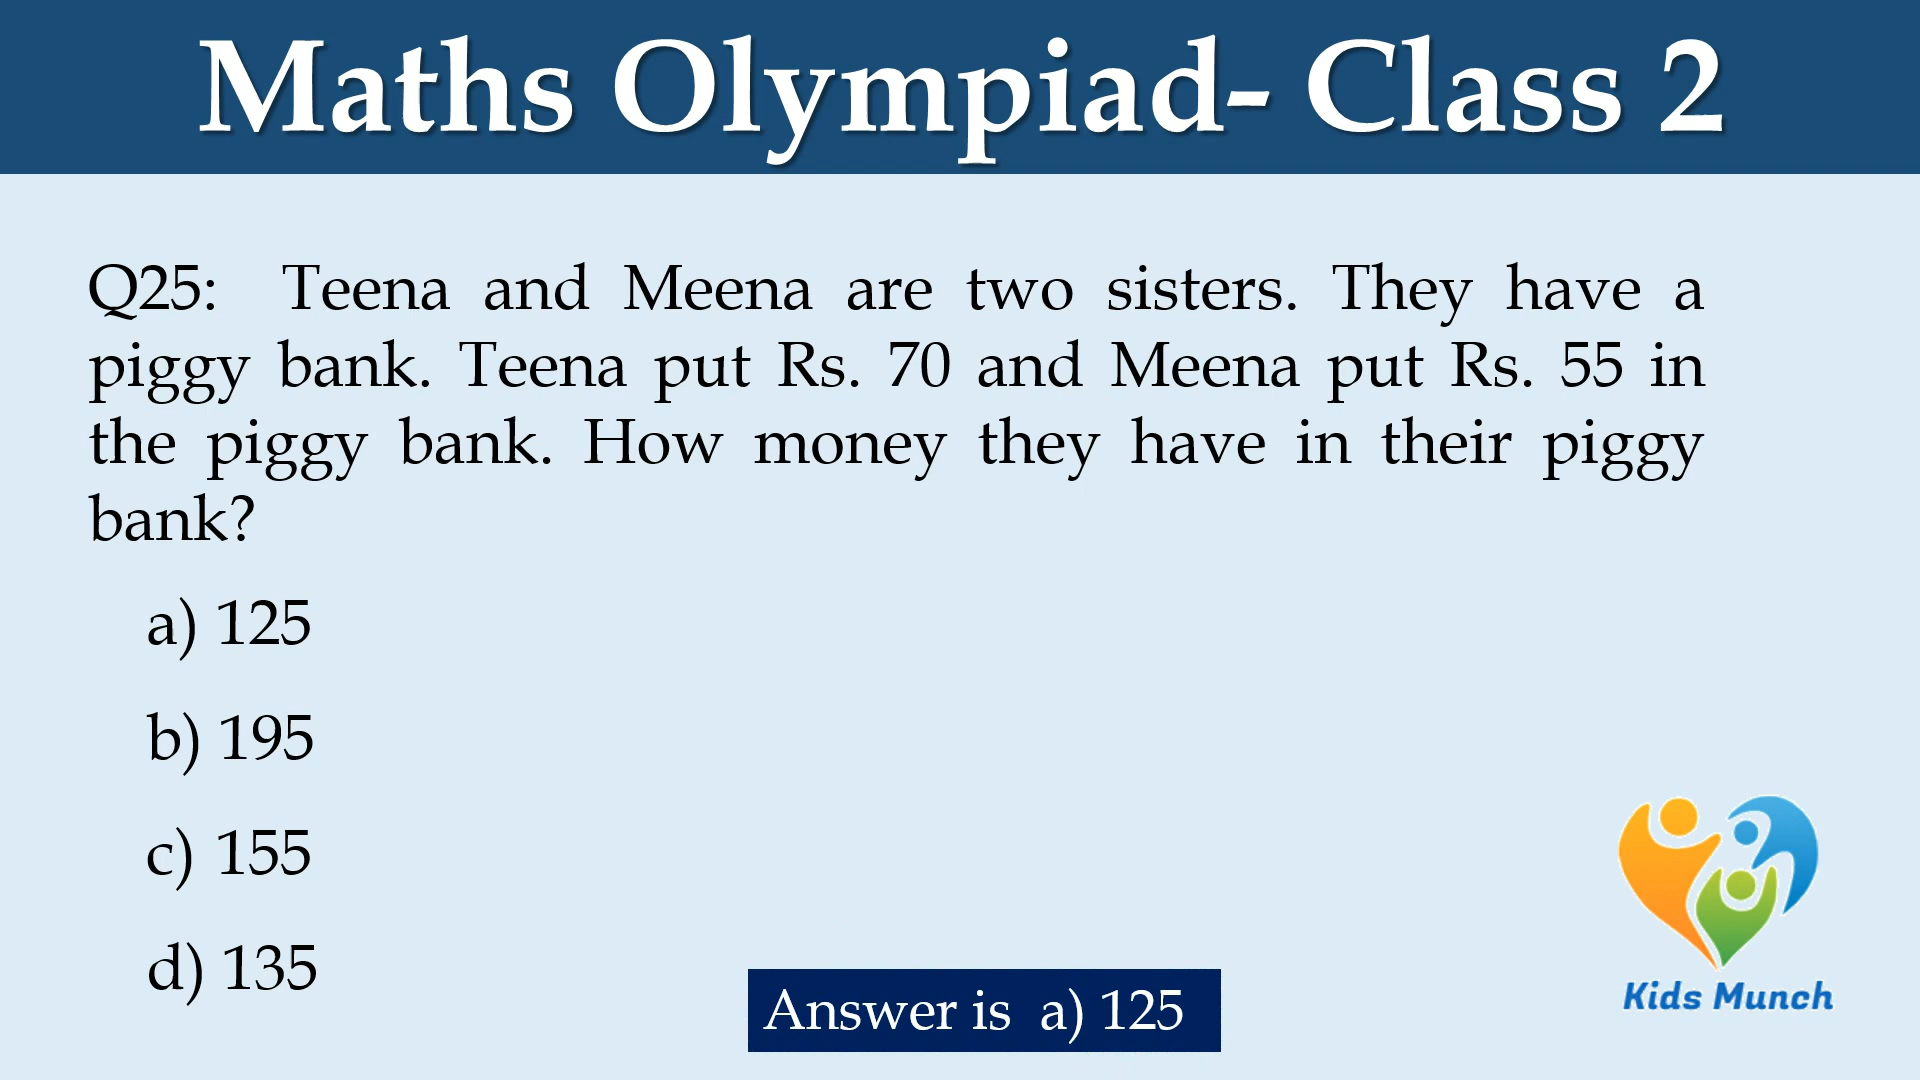 Maths Olympiad- Class 2
Q25: Teena and Meena are two sisters. They have a
piggy bank. Teena put Rs. 70 and Meena put Rs. 55 in
the piggy bank. How money they have in their piggy
bank?
a) 125
b) 195
c) 155
d) 135
Answer is a) 125
Kids Munch